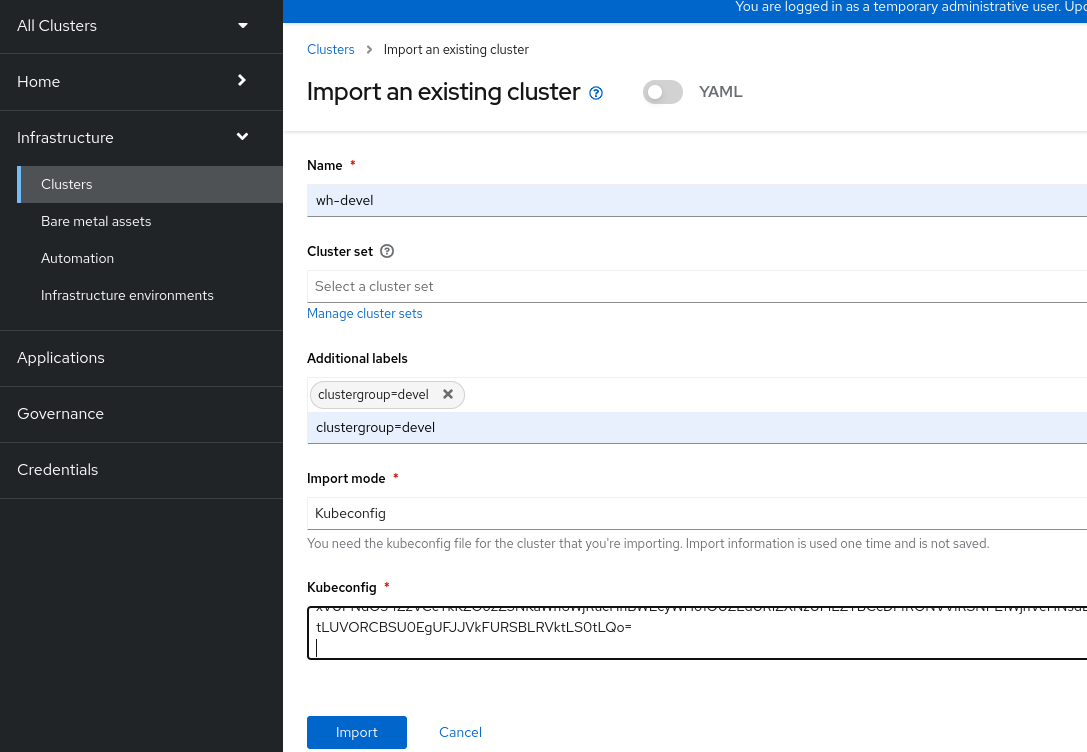 All Clusters
Home
Infrastructure
Clusters
Bare metal assets
Automation
Infrastructure environments
Applications
Governance
Credentials
You are logged in as a temporary administrative user.
Clusters > Import an existing cluster
Import an existing cluster
YAML
Name *
wh-devel
Cluster set
Select a cluster set
Manage cluster sets
Additional labels
clustergroup=devel
clustergroup=devel
Import mode *
Kubeconfig
You need the kubeconfig file for the cluster that you're importing. Import information is used one time and is not saved.
Kubeconfig *
tLUVORCBSU0EgUFJJVkFURSBLRVktLS0tLQo=
Import
Cancel